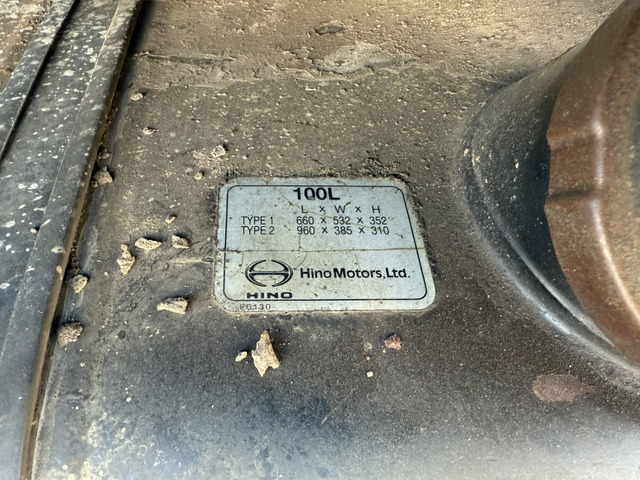 100L
L × W × H
TYPE 1 660 × 532 × 352
TYPE 2 960 × 385 × 310
Hino Motors, Ltd.
HINO